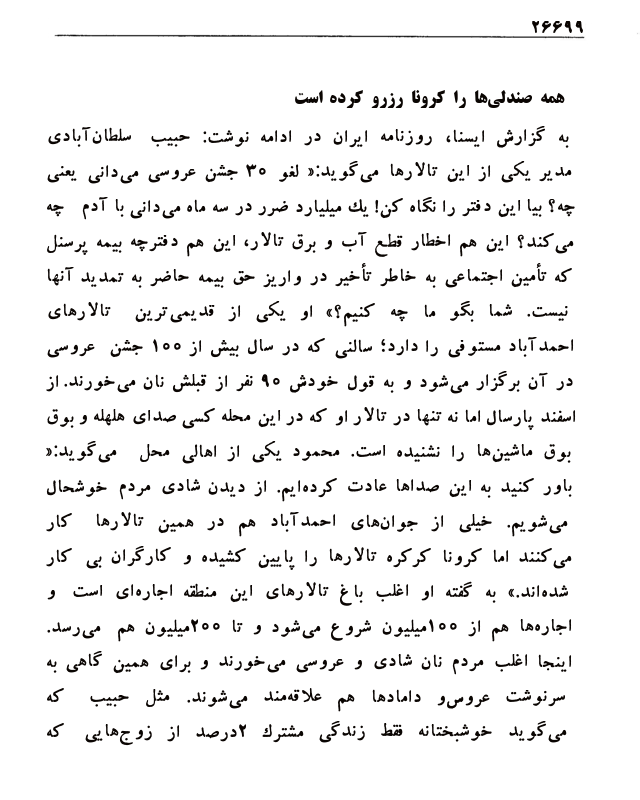 ۲۶۶۹۹
همه صندلی‌ها را کرونا رزرو کرده است
به گزارش ایسنا، روزنامه ایران در ادامه نوشت: حبیب سلطان‌آبادی
مدیر یکی از این تالارها می‌گوید:« لغو ۳۰ جشن عروسی می‌دانی یعنی
چه؟ بیا این دفتر را نگاه کن! یك میلیارد ضرر در سه ماه می‌دانی با آدم چه
می‌کند؟ این هم اخطار قطع آب و برق تالار، این هم دفترچه بیمه پرسنل
که تأمین اجتماعی به خاطر تأخیر در واریز حق بیمه حاضر به تمدید آنها
نیست. شما بگو ما چه کنیم؟» او یکی از قدیمی‌ترین تالارهای
احمدآباد مستوفی را دارد؛ سالنی که در سال بیش از ۱۰۰ جشن عروسی
در آن برگزار می‌شود و به قول خودش ۹۰ نفر از قبلش نان می‌خورند. از
اسفند پارسال اما نه تنها در تالار او که در این محله کسی صدای هلهله و بوق
بوق ماشین‌ها را نشنیده است. محمود یکی از اهالی محل می‌گوید:«
باور کنید به این صداها عادت کرده‌ایم. از دیدن شادی مردم خوشحال
می‌شویم. خیلی از جوان‌های احمدآباد هم در همین تالارها کار
می‌کنند اما کرونا کرکره تالارها را پایین کشیده و کارگران بی کار
شده‌اند.» به گفته او اغلب باغ تالارهای این منطقه اجاره‌ای است و
اجاره‌ها هم از ۱۰۰میلیون شروع می‌شود و تا ۲۰۰میلیون هم می‌رسد.
اینجا اغلب مردم نان شادی و عروسی می‌خورند و برای همین گاهی به
سرنوشت عروس‌و دامادها هم علاقه‌مند می‌شوند. مثل حبیب که
می‌گوید خوشبختانه فقط زندگی مشترك ۲درصد از زوج‌هایی که